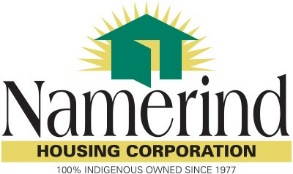 Namerind
HOUSING CORPORATION
100% INDIGENOUS OWNED SINCE 1977